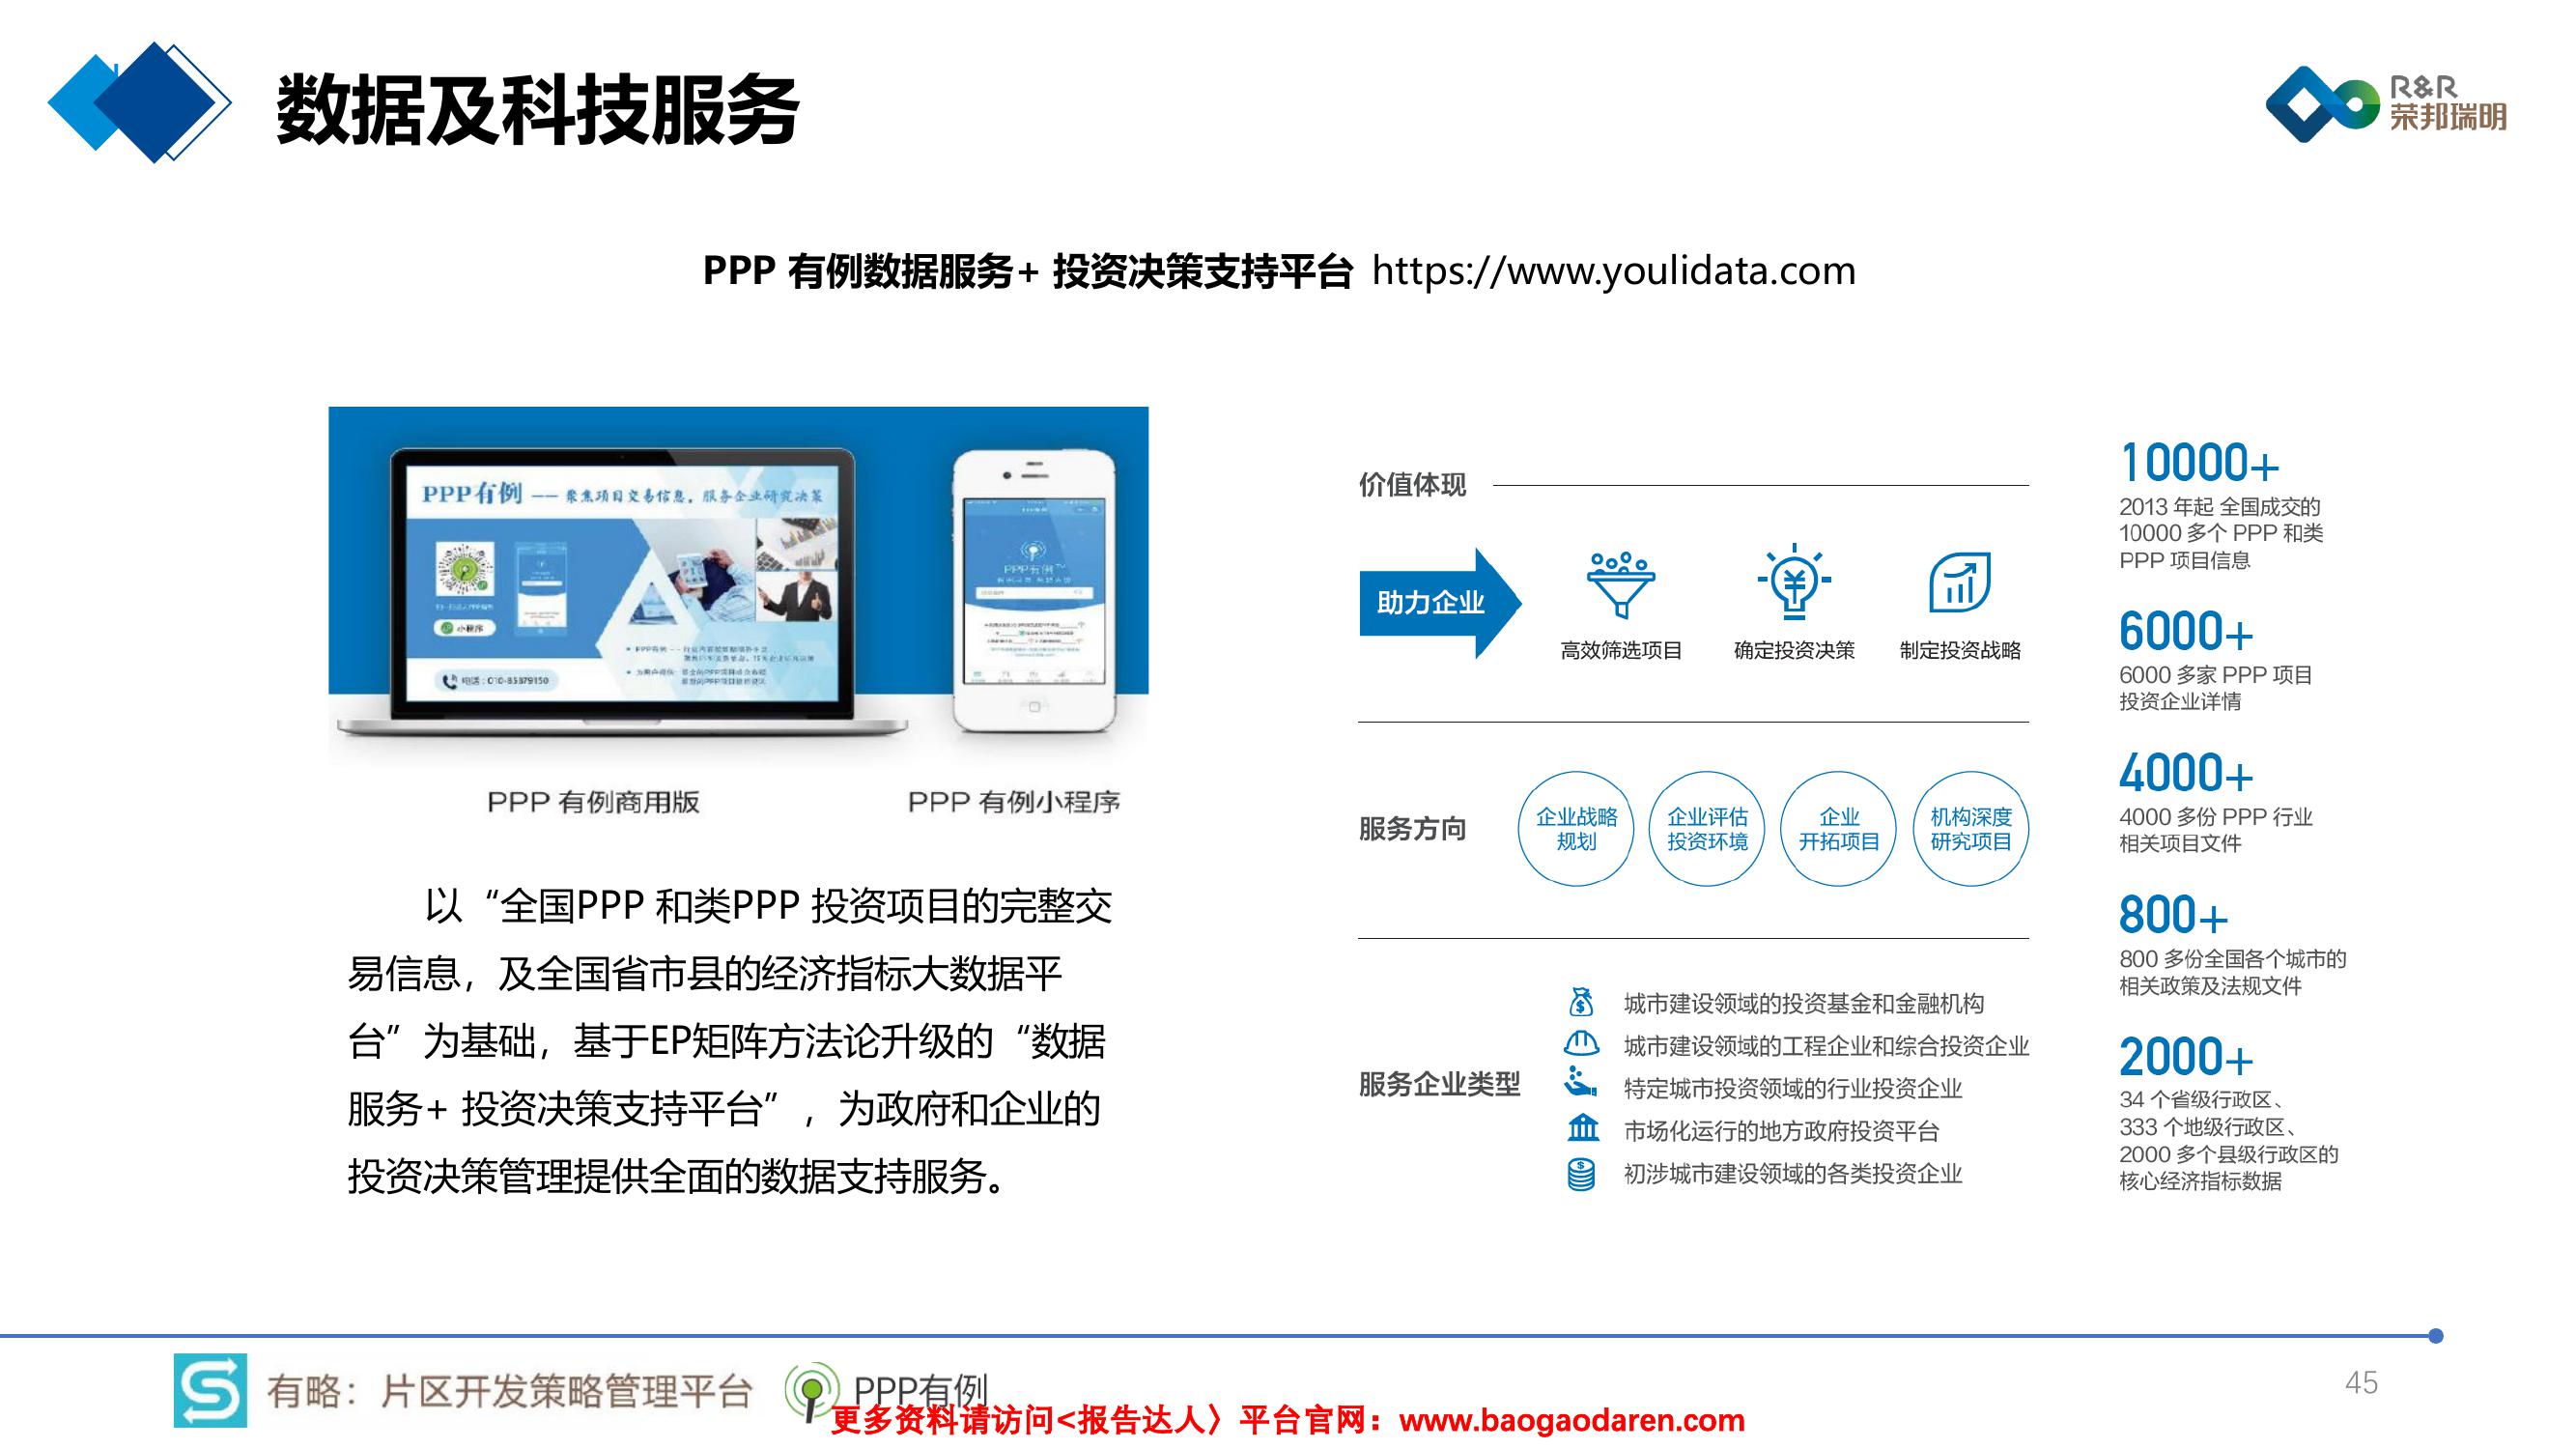 数据及科技服务
R&R
荣邦瑞明
PPP 有例数据服务+ 投资决策支持平台 https://www.youlidata.com
PPP有例 —— 聚焦项目交易信息，服务企业研究决策
小程序
电话：010-85879150
PPP有例
PPP 有例商用版
PPP 有例小程序
以“全国PPP 和类PPP 投资项目的完整交
易信息，及全国省市县的经济指标大数据平
台”为基础，基于EP矩阵方法论升级的“数据
服务+ 投资决策支持平台”，为政府和企业的
投资决策管理提供全面的数据支持服务。
价值体现
助力企业
高效筛选项目
确定投资决策
制定投资战略
服务方向
企业战略
规划
企业评估
投资环境
企业
开拓项目
机构深度
研究项目
服务企业类型
城市建设领域的投资基金和金融机构
城市建设领域的工程企业和综合投资企业
特定城市投资领域的行业投资企业
市场化运行的地方政府投资平台
初涉城市建设领域的各类投资企业
10000+
2013 年起 全国成交的
10000 多个 PPP 和类
PPP 项目信息
6000+
6000 多家 PPP 项目
投资企业详情
4000+
4000 多份 PPP 行业
相关项目文件
800+
800 多份全国各个城市的
相关政策及法规文件
2000+
34 个省级行政区、
333 个地级行政区、
2000 多个县级行政区的
核心经济指标数据
有略：片区开发策略管理平台
PPP有例
45
更多资料请访问<报告达人〉平台官网：www.baogaodaren.com